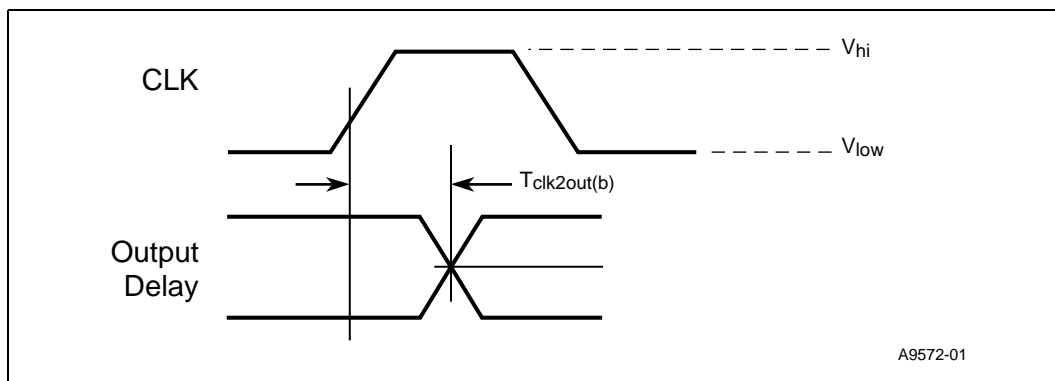 CLK
Vhi
Vlow
Tclk2out(b)
Output
Delay
A9572-01